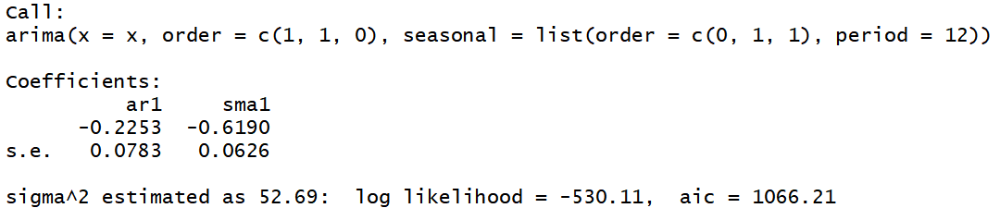 Call:
arima(x = x, order = c(1, 1, 0), seasonal = list(order = c(0, 1, 1), period = 12))
Coefficients:
ar1 sma1
-0.2253 -0.6190
s.e. 0.0783 0.0626
sigma^2 estimated as 52.69: log likelihood = -530.11, aic = 1066.21